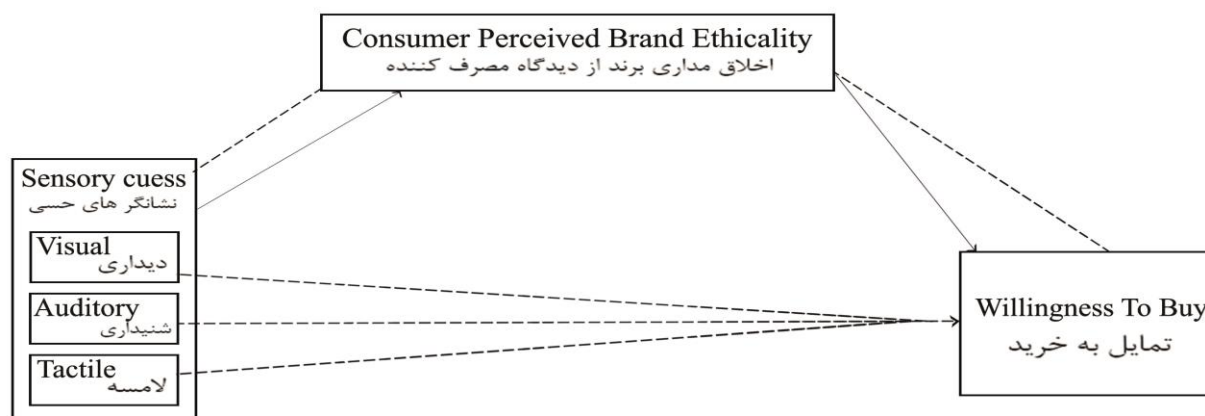 Consumer Perceived Brand Ethicality
اخلاق مداری برند از دیدگاه مصرف کننده
Sensory cuess
نشانگر های حسی
Visual
دیداری
Auditory
شنیداری
Tactile
لامسه
Willingness To Buy
تمایل به خرید